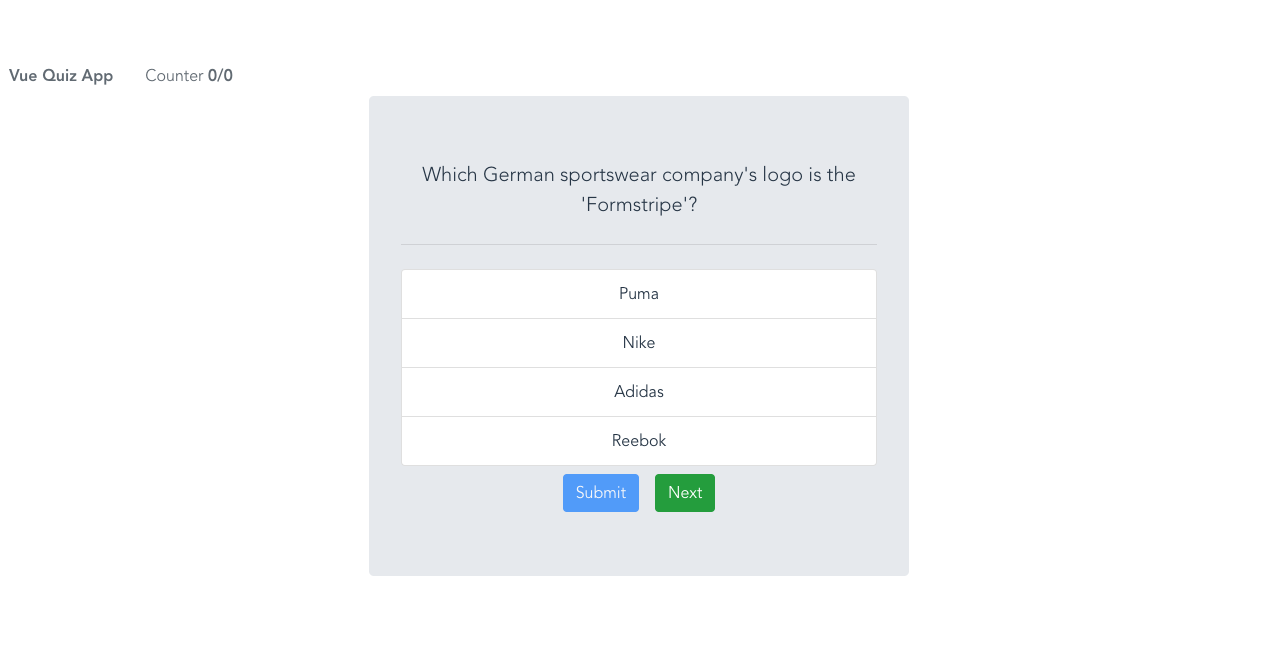 Vue Quiz App Counter 0/0
Which German sportswear company's logo is the
'Formstripe'?
Puma
Nike
Adidas
Reebok
Submit Next